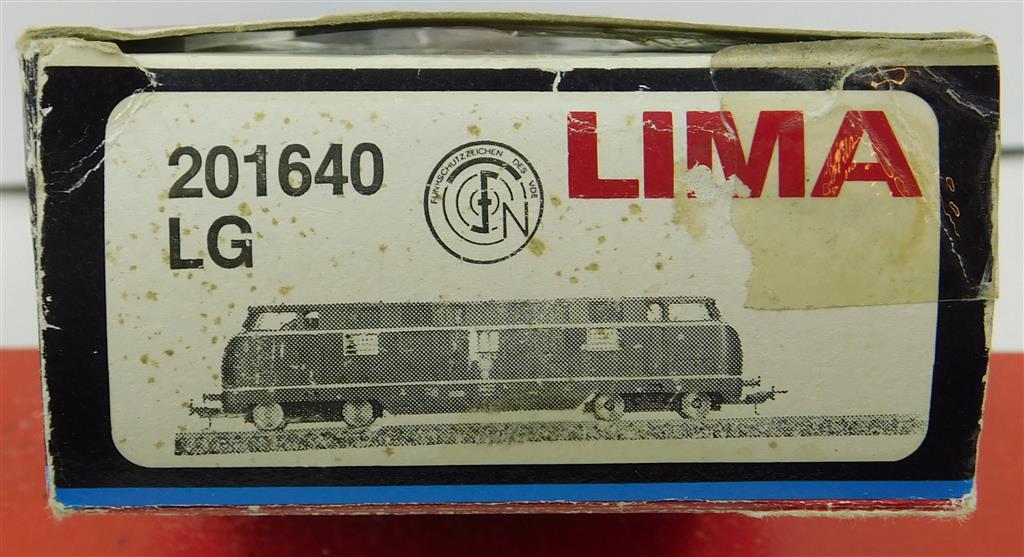 201640
LG
FUNKSCHUTZZEICHEN DES VDE
N
LIMA